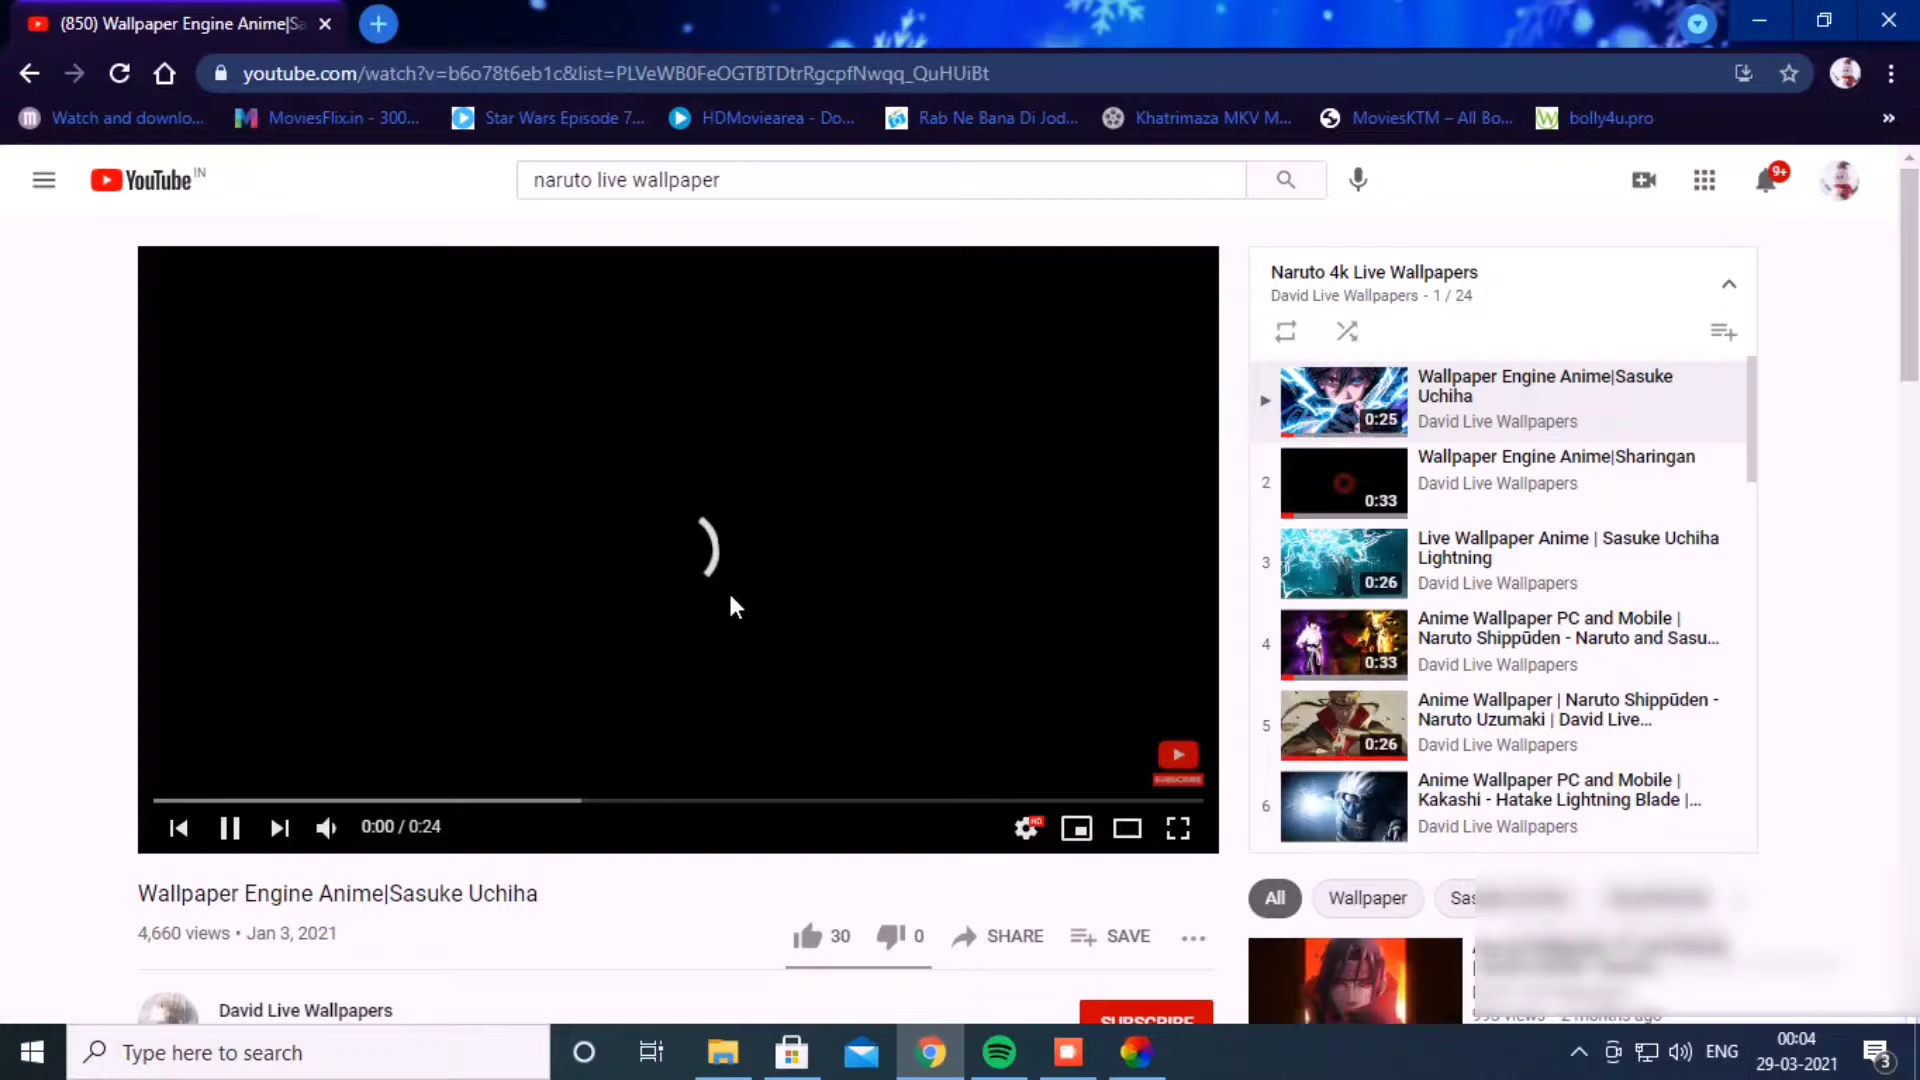 (850) Wallpaper Engine Anime|Sa
youtube.com/watch?v=b6o78t6eb1c&list=PLVeWB0FeOGTBTDtrRgcpfNwqq_QuHUiBt
Watch and downlo...
MoviesFlix.in - 300...
Star Wars Episode 7...
HDMoviearea - Do...
Rab Ne Bana Di Jod...
Khatrimaza MKV M...
MoviesKTM – All Bo...
bolly4u.pro
YouTube IN
naruto live wallpaper
9+
Naruto 4k Live Wallpapers
David Live Wallpapers - 1 / 24
Wallpaper Engine Anime|Sasuke
Uchiha
David Live Wallpapers
0:25
2
Wallpaper Engine Anime|Sharingan
David Live Wallpapers
0:33
3
Live Wallpaper Anime | Sasuke Uchiha
Lightning
David Live Wallpapers
0:26
4
Anime Wallpaper PC and Mobile |
Naruto Shippūden - Naruto and Sasu...
David Live Wallpapers
0:33
5
Anime Wallpaper | Naruto Shippūden -
Naruto Uzumaki | David Live...
David Live Wallpapers
0:26
6
Anime Wallpaper PC and Mobile |
Kakashi - Hatake Lightning Blade |...
David Live Wallpapers
SUBSCRIBE
0:00 / 0:24
HD
Wallpaper Engine Anime|Sasuke Uchiha
4,660 views • Jan 3, 2021
30
0
SHARE
SAVE
All
Wallpaper
Sas
David Live Wallpapers
SUBSCRIBE
Type here to search
ENG
00:04
29-03-2021
3